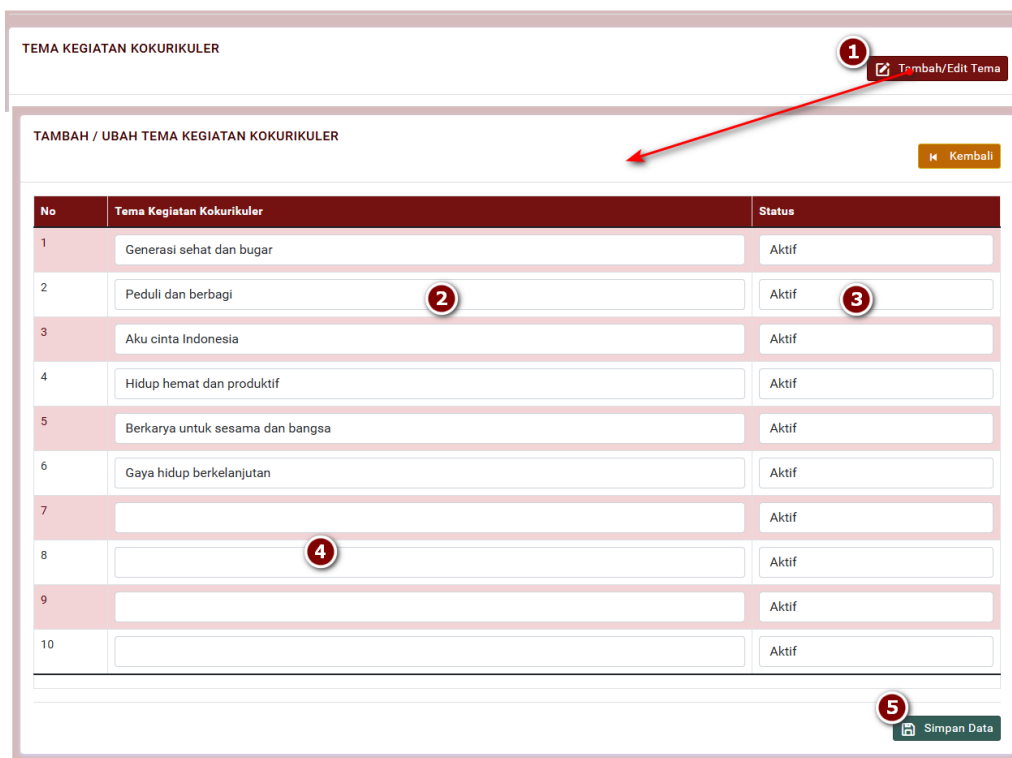 TEMA KEGIATAN KOKURIKULER
1
Tambah/Edit Tema
TAMBAH / UBAH TEMA KEGIATAN KOKURIKULER
Kembali
No Tema Kegiatan Kokurikuler Status
1 Generasi sehat dan bugar Aktif
2 Peduli dan berbagi 2 Aktif 3
3 Aku cinta Indonesia Aktif
4 Hidup hemat dan produktif Aktif
5 Berkarya untuk sesama dan bangsa Aktif
6 Gaya hidup berkelanjutan Aktif
7 Aktif
8 4 Aktif
9 Aktif
10 Aktif
5
Simpan Data